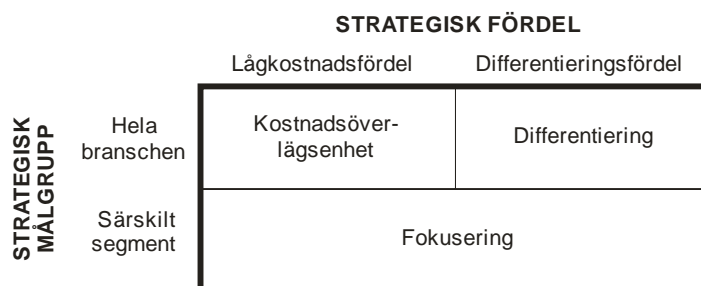 STRATEGISK FÖRDEL
Lågkostnadsfördel Differentieringsfördel
STRATEGISK
MÅLGRUPP
Hela
branschen
Kostnadsöver-
lägsenhet
Differentiering
Särskilt
segment
Fokusering